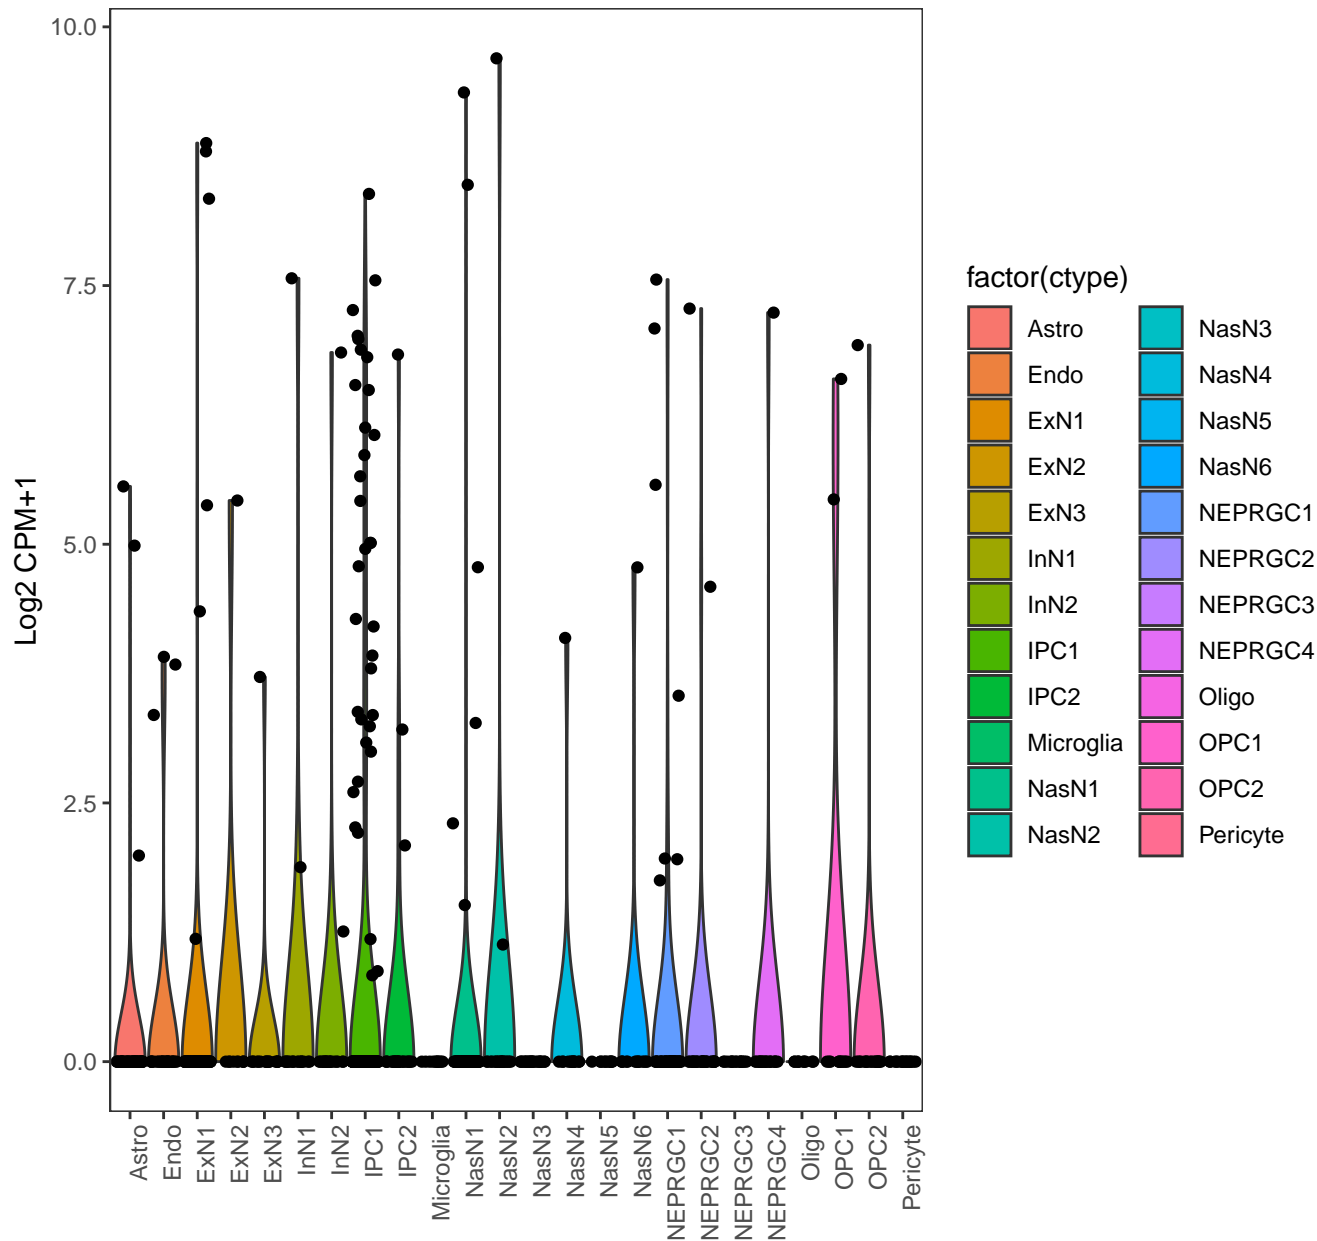 10.0
7.5
5.0
2.5
0.0
Log2 CPM+1
Astro
Endo
ExN1
ExN2
ExN3
InN1
InN2
IPC1
IPC2
Microglia
NasN1
NasN2
NasN3
NasN4
NasN5
NasN6
NEPRGC1
NEPRGC2
NEPRGC3
NEPRGC4
Oligo
OPC1
OPC2
Pericyte
factor(ctype)
Astro
Endo
ExN1
ExN2
ExN3
InN1
InN2
IPC1
IPC2
Microglia
NasN1
NasN2
NasN3
NasN4
NasN5
NasN6
NEPRGC1
NEPRGC2
NEPRGC3
NEPRGC4
Oligo
OPC1
OPC2
Pericyte